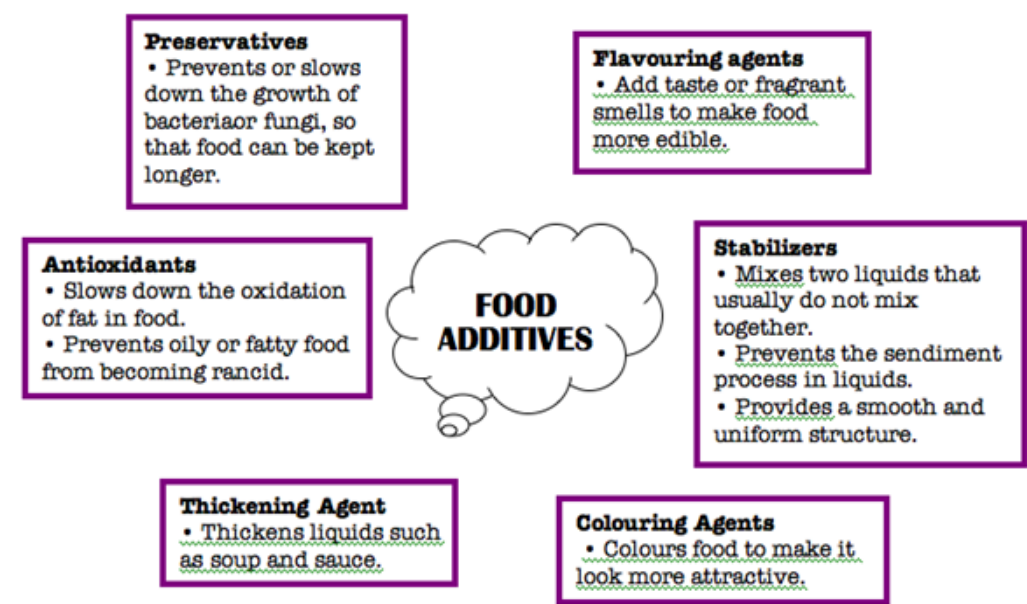 Preservatives
• Prevents or slows
down the growth of
bacteriaor fungi, so
that food can be kept
longer.
Flavouring agents
• Add taste or fragrant
smells to make food
more edible.
Antioxidants
• Slows down the oxidation
of fat in food.
• Prevents oily or fatty food
from becoming rancid.
FOOD
ADDITIVES
Stabilizers
• Mixes two liquids that
usually do not mix
together.
• Prevents the sendiment
process in liquids.
• Provides a smooth and
uniform structure.
Thickening Agent
• Thickens liquids such
as soup and sauce.
Colouring Agents
• Colours food to make it
look more attractive.